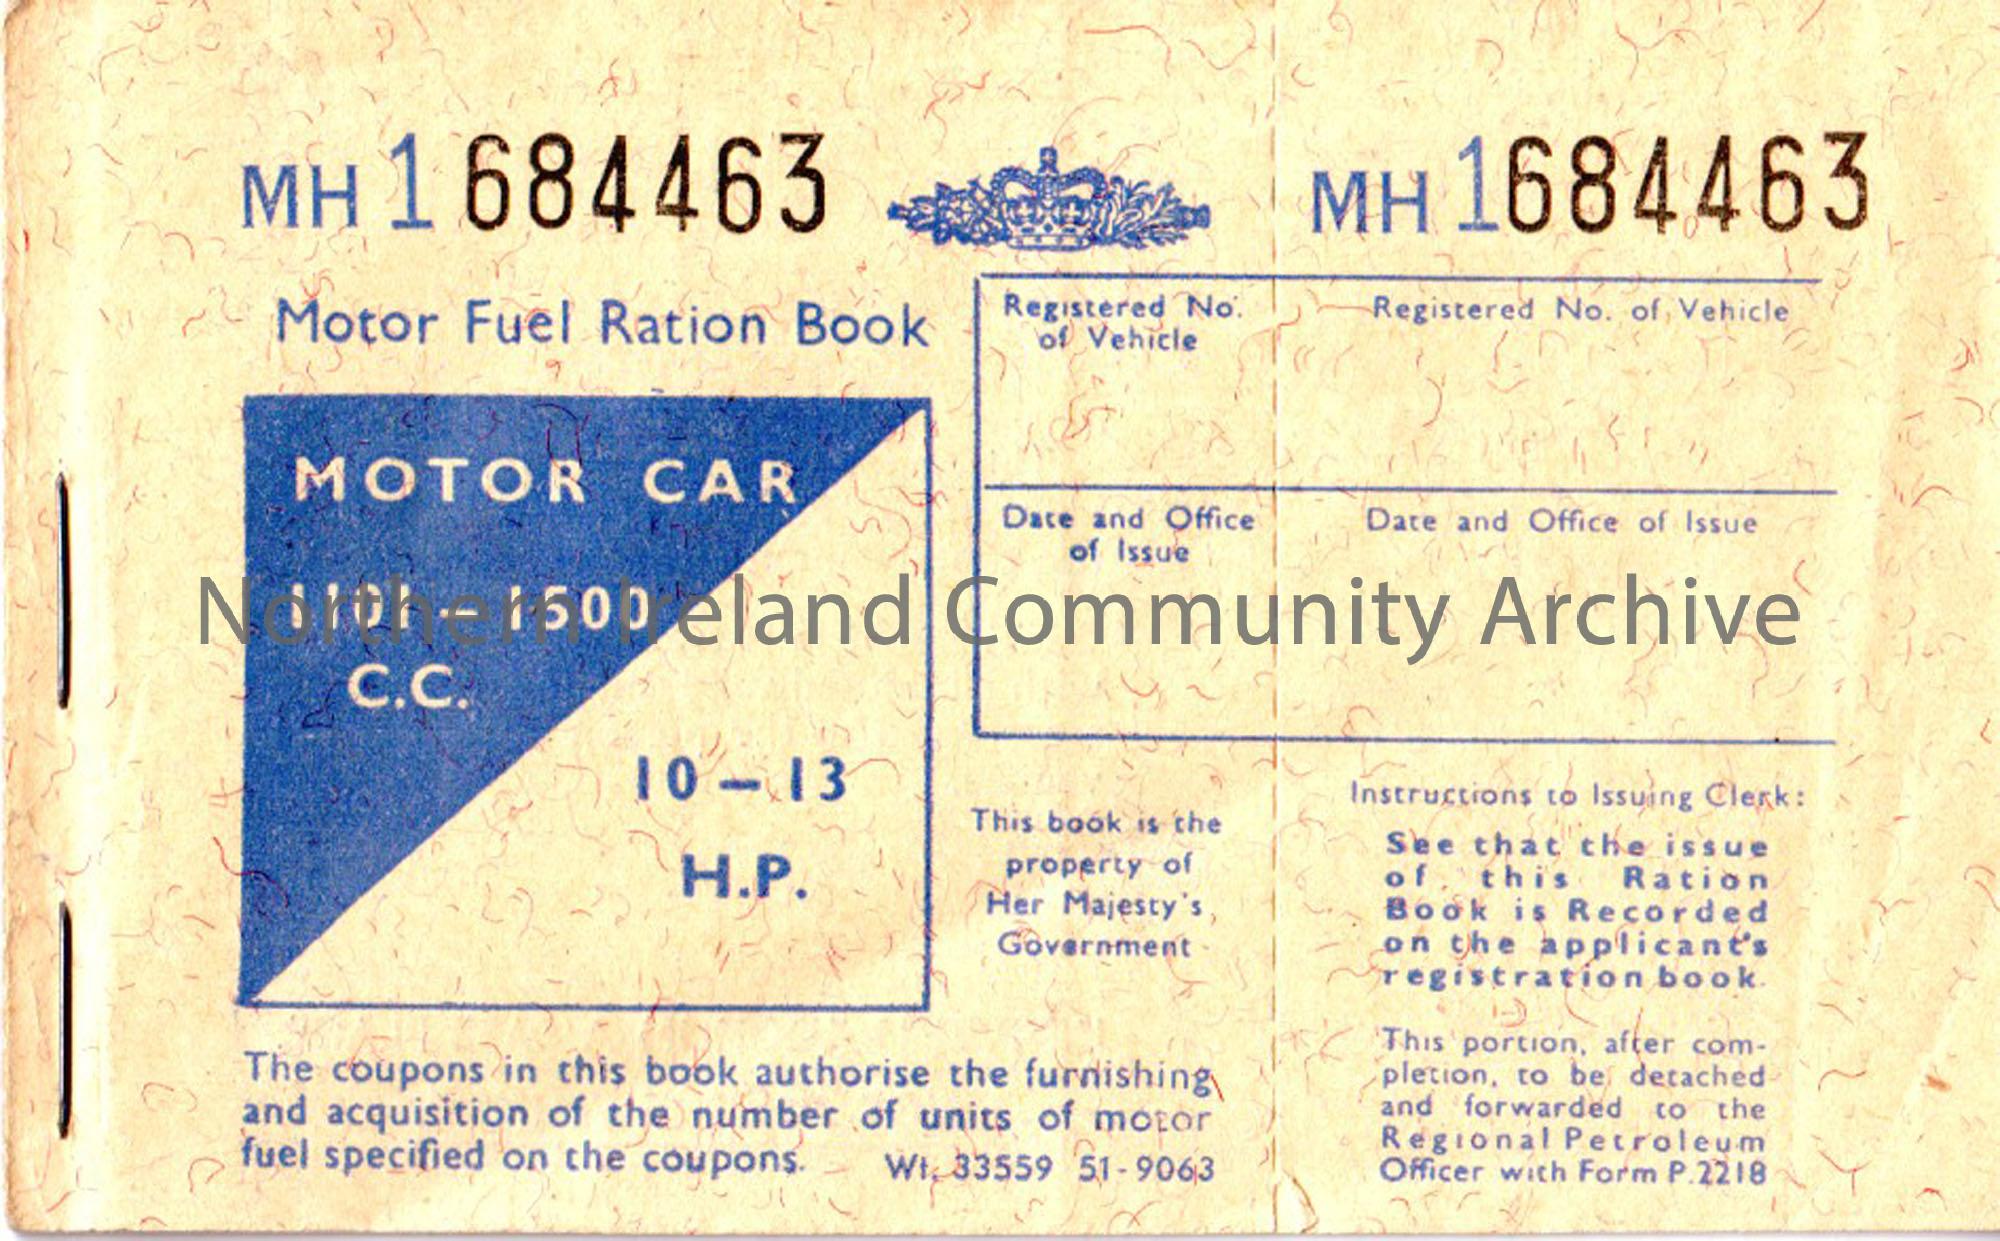 MH 1 684463
MH 1684463
Motor Fuel Ration Book
MOTOR CAR
1101 – 1500
C.C.
10 – 13
H.P.
Registered No.
of Vehicle
Date and Office
of Issue
This book is the
property of
Her Majesty's
Government
The coupons in this book authorise the furnishing
and acquisition of the number of units of motor
fuel specified on the coupons.
Wt. 33559 51-9063
Registered No. of Vehicle
Date and Office of Issue
Instructions to Issuing Clerk:
See that the issue
of this Ration
Book is Recorded
on the applicant's
registration book.
This portion, after com-
pletion, to be detached
and forwarded to the
Regional Petroleum
Officer with Form P.2218
Northern Ireland Community Archive